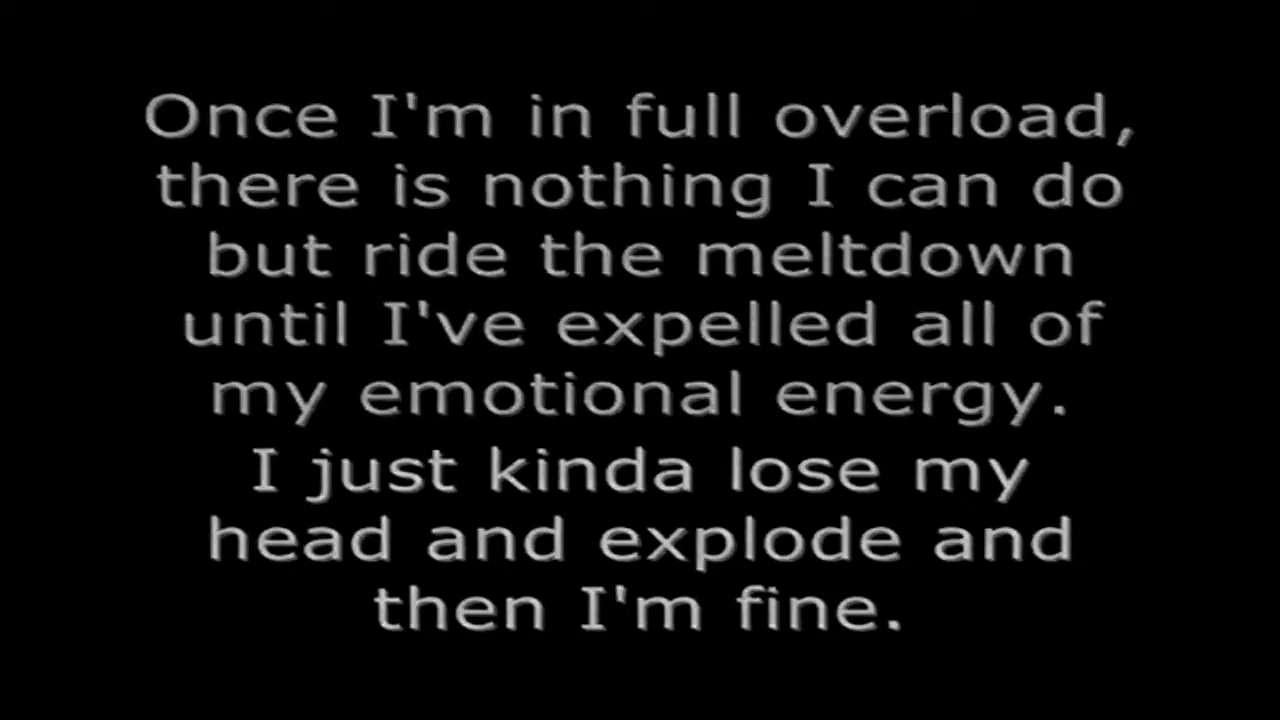 Once I'm in full overload,
there is nothing I can do
but ride the meltdown
until I've expelled all of
my emotional energy.
I just kinda lose my
head and explode and
then I'm fine.